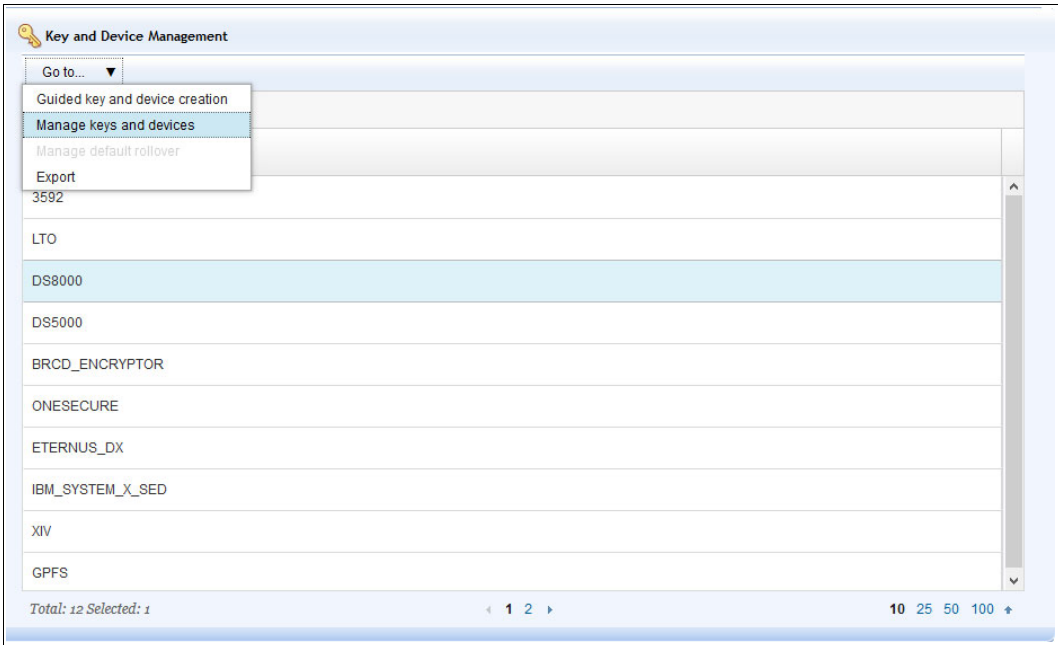 Key and Device Management
Go to... ▼
Guided key and device creation
Manage keys and devices
Manage default rollover
Export
3592
LTO
DS8000
DS5000
BRCD_ENCRYPTOR
ONESECURE
ETERNUS_DX
IBM_SYSTEM_X_SED
XIV
GPFS
Total: 12 Selected: 1
1 2
10 25 50 100